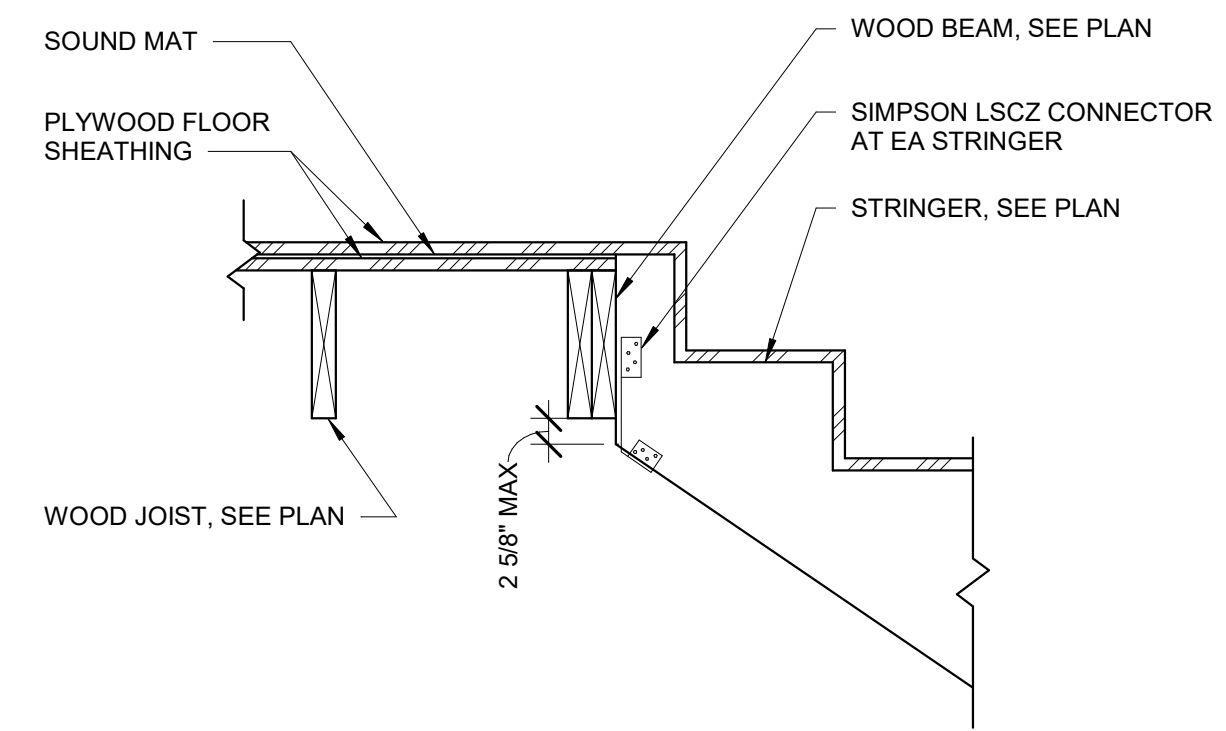 SOUND MAT
PLYWOOD FLOOR
SHEATHING
WOOD BEAM, SEE PLAN
SIMPSON LSCZ CONNECTOR
AT EA STRINGER
STRINGER, SEE PLAN
WOOD JOIST, SEE PLAN
2 5/8" MAX